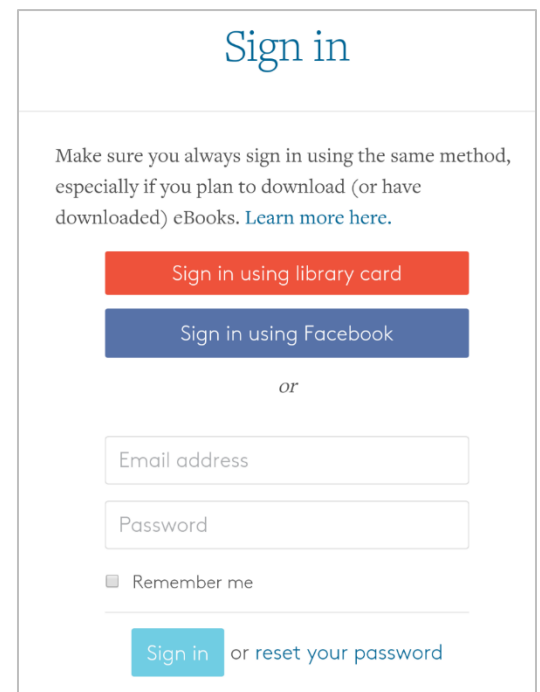 Sign in
Make sure you always sign in using the same method,
especially if you plan to download (or have
downloaded) eBooks. Learn more here.
Sign in using library card
Sign in using Facebook
or
Email address
Password
Remember me
Sign in or reset your password